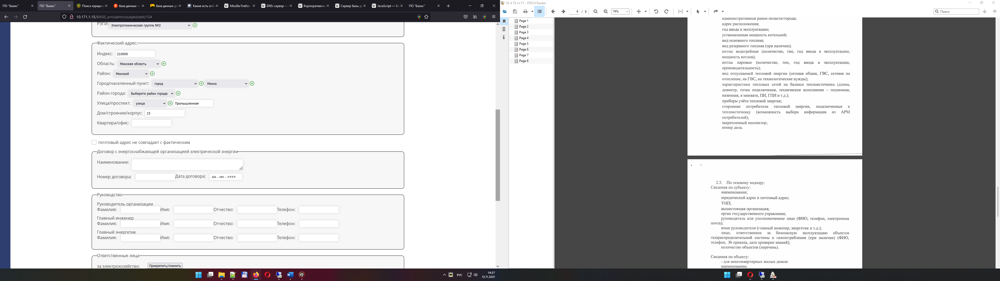 ПО "Базис"
ПО "Базис"
Поиск юридич
база данных —
база данных рл
Какие есть onlin
Mozilla Firefox –
DNS-сервер —
Корпоративная
Сервер базы да
JavaScript — Ви
ПО "Базис"
10.171.1.15/BASIS_arm/admin/subject/edit/154
РЭГИ: Электротехническая группа №2
Фактический адрес:
Индекс: 210000
Область: Минская область
Район: Минский
Город/населенный пункт: город Минск
Район города: Выберите район города
Улица/проспект: улица Промышленная
Дом/строение/корпус: 15
Квартира/офис:
почтовый адрес не совпадает с фактическим
Договор с энергоснабжающей организацией электрической энергии
Наименование:
Номер договора: Дата договора: дд.мм.гггг
Руководство
Руководитель организации
Фамилия: Имя: Отчество: Телефон:
Главный инженер
Фамилия: Имя: Отчество: Телефон:
Главный энергетик
Фамилия: Имя: Отчество: Телефон:
Ответственные лица
за электрохозяйство: Прикрепить/сменить
РУС
14:57
12.11.2021
03-6 ТЗ от ГУ - PDF24 Reader
6 / 8
74%
Поиск
Page 1
Page 2
Page 3
Page 4
Page 5
Page 6
Page 7
Page 8
административный район области/города;
адрес расположения;
год ввода в эксплуатацию;
установленная мощность котельной;
вид основного топлива;
вид резервного топлива (при наличии);
котлы водогрейные (количество, тип, год ввода в эксплуатацию,
мощность котлов);
котлы паровые (количество, тип, год ввода в эксплуатацию,
производительность);
вид отпускаемой тепловой энергии (сетевая общая, ГВС, сетевая на
отопление, на ГВС, на технологические нужды);
характеристики тепловых сетей на балансе теплоисточника (длина,
диаметр, точка подключения, техническое исполнение – подземная,
наземная, в минвате, ПИ, ГПИ и т.д.);
приборы учёта тепловой энергии;
сторонние потребители тепловой энергии, подключенные к
теплоисточнику (возможность выбора информации из АРМ
потребителей);
закрепленный инспектор;
номер дела.
2.3. По газовому надзору:
Сведения по субъекту:
наименование;
юридический адрес и почтовый адрес;
УНП;
вышестоящая организация;
орган государственного управления;
руководитель или уполномоченное лицо (ФИО, телефон, электронная
почта);
иные руководители (главный инженер, энергетик и т.д.);
лицо, ответственное за безопасную эксплуатацию объектов
газораспределительной системы и газопотребления (при наличии) (ФИО,
телефон, № приказа, дата проверки знаний);
количество объектов (перечень).
Сведения по объекту:
- для многоквартирных жилых домов:
наименование;